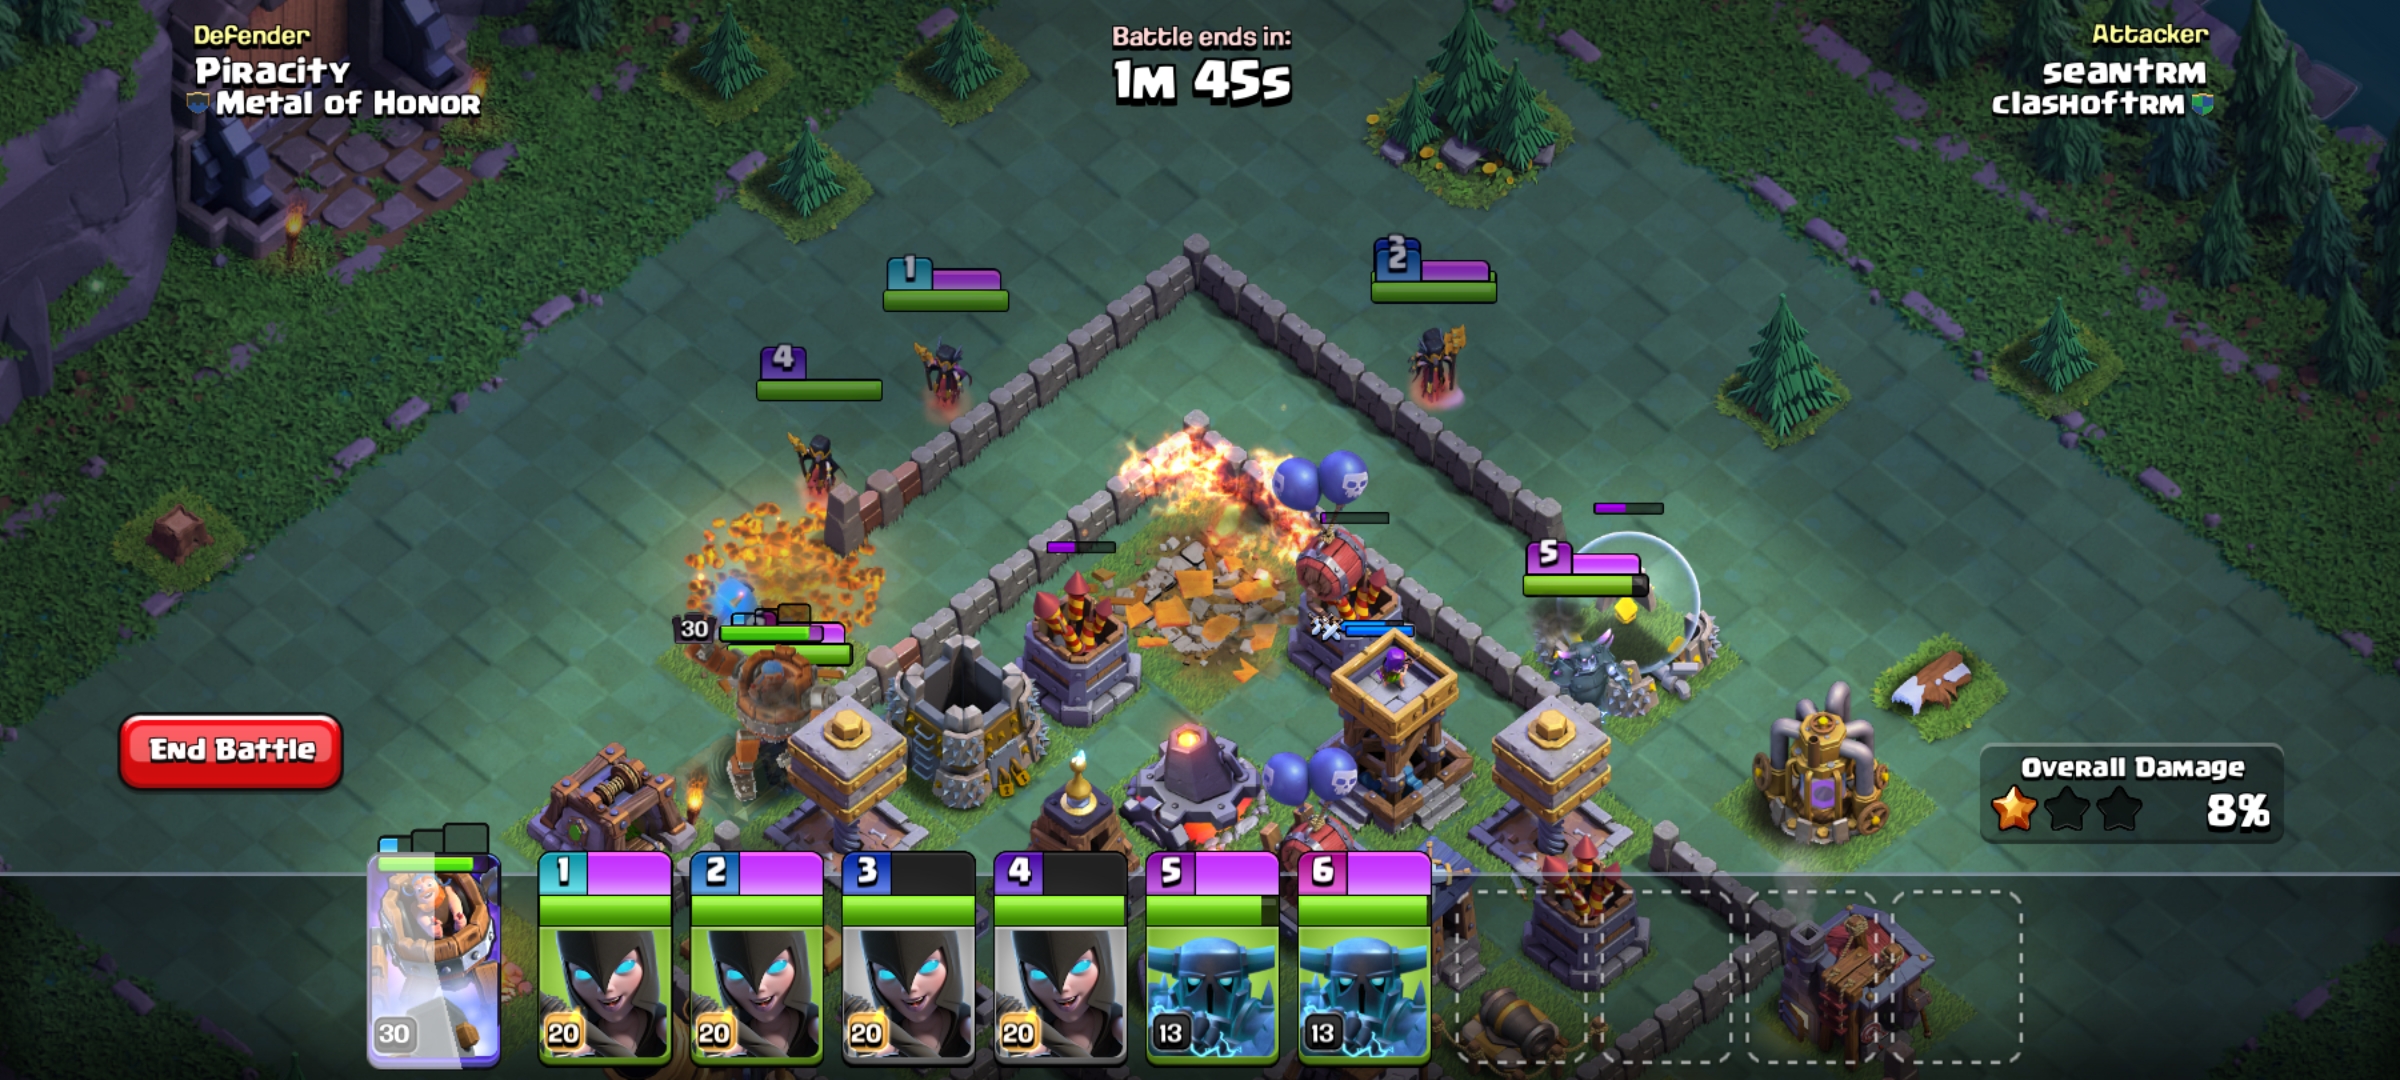 Defender
Piracity
Metal of Honor
Battle ends in:
1m 45s
Attacker
seantrm
clashoftrm
1
2
4
5
30
End Battle
Overall Damage
8%
1 2 3 4 5 6
30 20 20 20 20 13 13